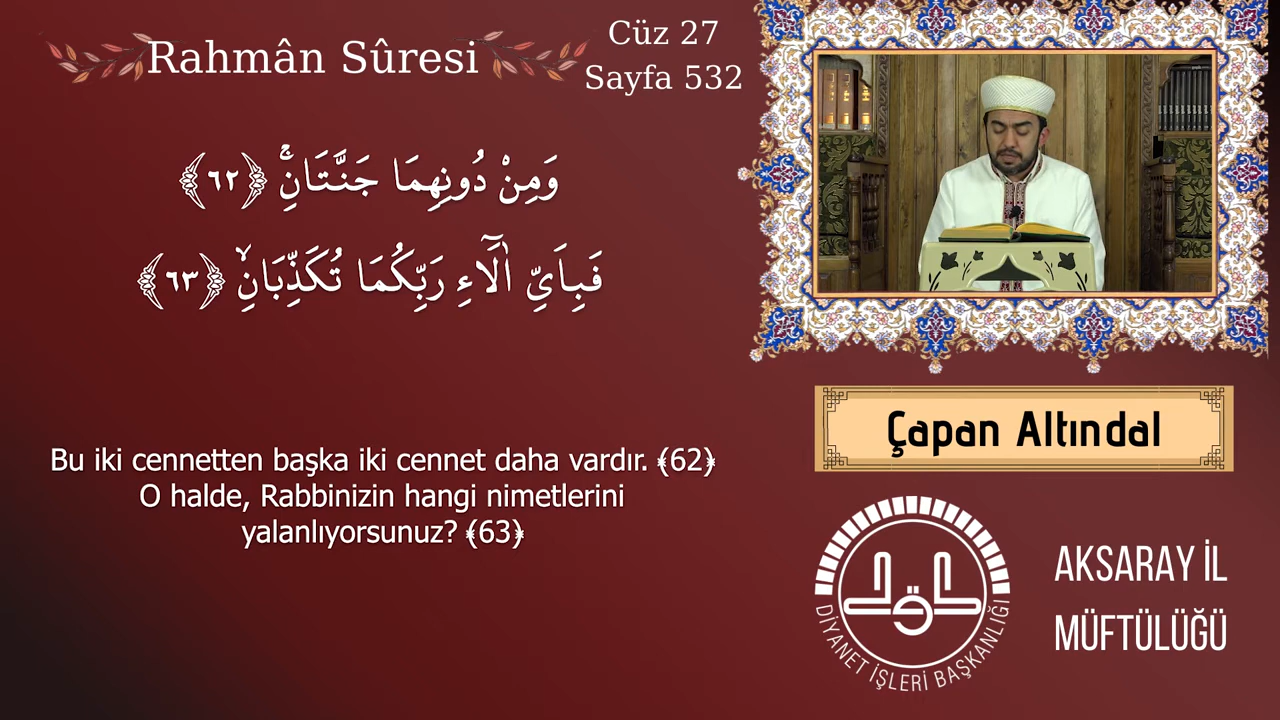 Rahmân Sûresi
Cüz 27
Sayfa 532
وَمِنْ دُونِهِمَا جَنَّتَانِۚ ﴿٦٢﴾
فَبِاَيِّ اٰلَٓاءِ رَبِّكُمَا تُكَذِّبَانِۙ ﴿٦٣﴾
Bu iki cennetten başka iki cennet daha vardır. ﴾62﴿
O halde, Rabbinizin hangi nimetlerini
yalanlıyorsunuz? ﴾63﴿
Çapan Altındal
DİYANET İŞLERİ BAŞKANLIĞI
AKSARAY İL
MÜFTÜLÜĞÜ